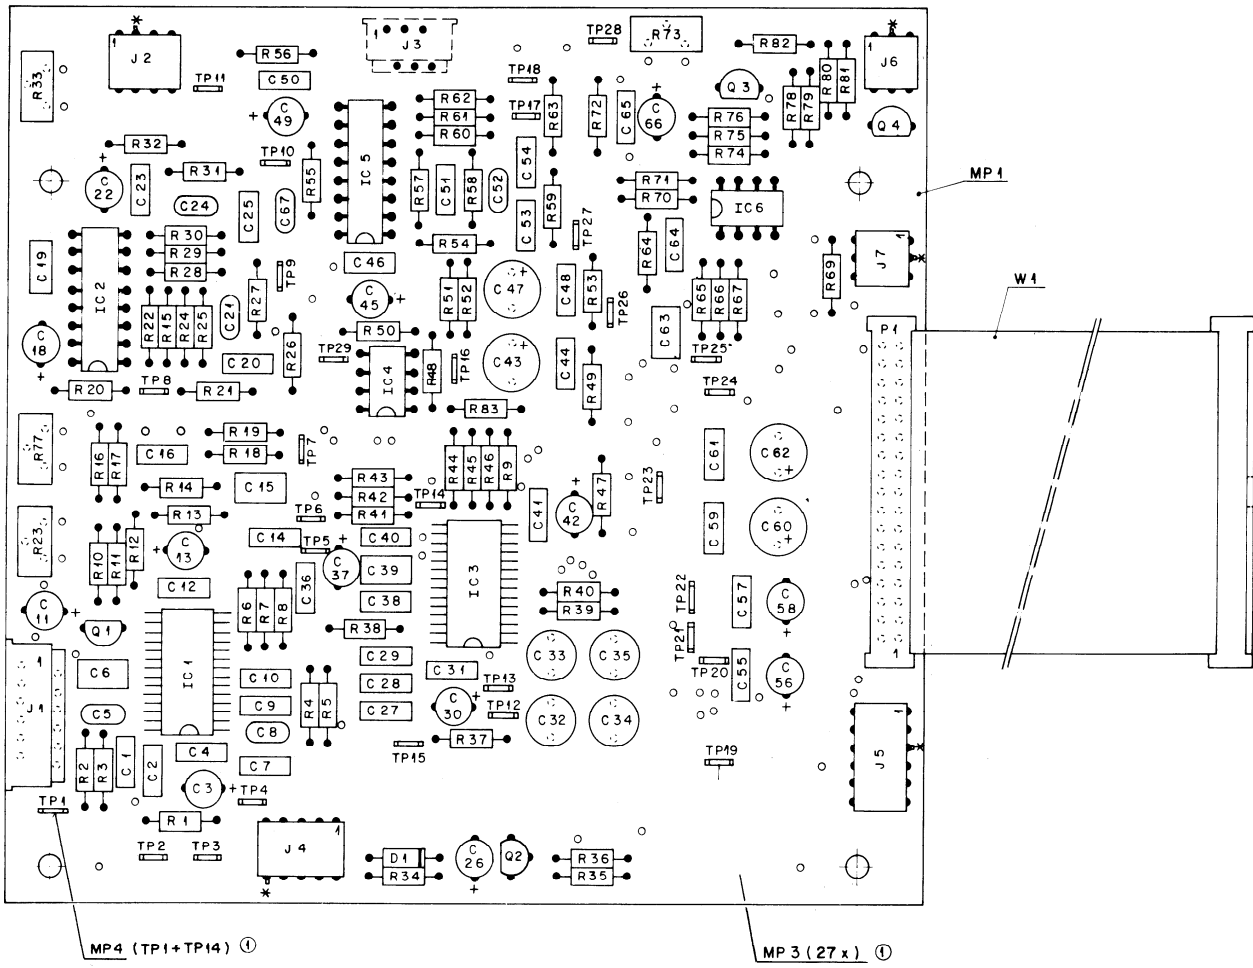 *
J2
1
TP11
R56
C50
C49
+
1
J3
TP28
R73
R82
*
1
J6
R33
TP18
TP17
R62
R61
R60
R63
R72
C65
C66
+
Q3
R78
R79
R80
R81
Q4
R76
R75
R74
R32
+
C22
C23
R31
C24
C25
C67
TP10
R55
IC5
R57
C51
R58
C52
C54
C53
R59
TP27
R71
R70
IC6
MP1
R54
R64
C64
R69
1
J7
*
C19
IC2
R30
R29
R28
TP9
R27
C46
C45
+
R51
R52
C47
+
C48
R53
TP26
C63
R65
R66
R67
W1
R22
R15
R24
R25
C21
C20
R26
C18
+
TP29
R50
IC4
R48
TP16
C43
+
C44
R49
TP25
TP24
P1
R20
TP8
R21
R83
R77
R16
R17
R19
R18
C16
TP7
R14
C15
R43
R42
R41
TP14
R44
R45
R46
R9
C41
+
C42
R47
TP23
C61
C62
+
TP6
R13
R23
R10
R11
R12
+
C13
C14
TP5
+
C37
C40
C39
C38
IC3
C59
C60
+
C12
C36
R40
R39
TP22
C57
C58
+
C11
+
Q1
IC1
R6
R7
R8
R38
TP21
1
J1
C6
C5
C10
C9
C8
C7
R4
R5
C29
C28
C27
C31
C30
+
TP13
TP12
C33
C35
C32
C34
TP20
C55
C56
+
1
R2
R3
C1
C2
C4
C3
+
TP4
TP15
R37
TP19
1
J5
*
TP1
R1
TP2
TP3
1
J4
*
D1
R34
C26
+
Q2
R36
R35
MP4 (TP1+TP14) ①
MP3 (27x) ①